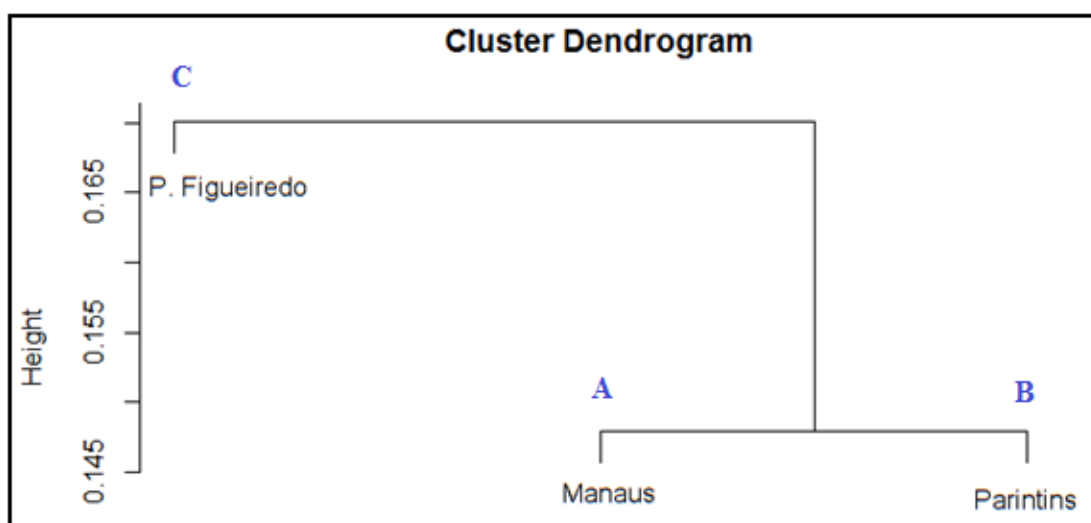 Cluster Dendrogram
C
0.165
P. Figueiredo
0.155
Height
A
B
0.145
Manaus
Parintins